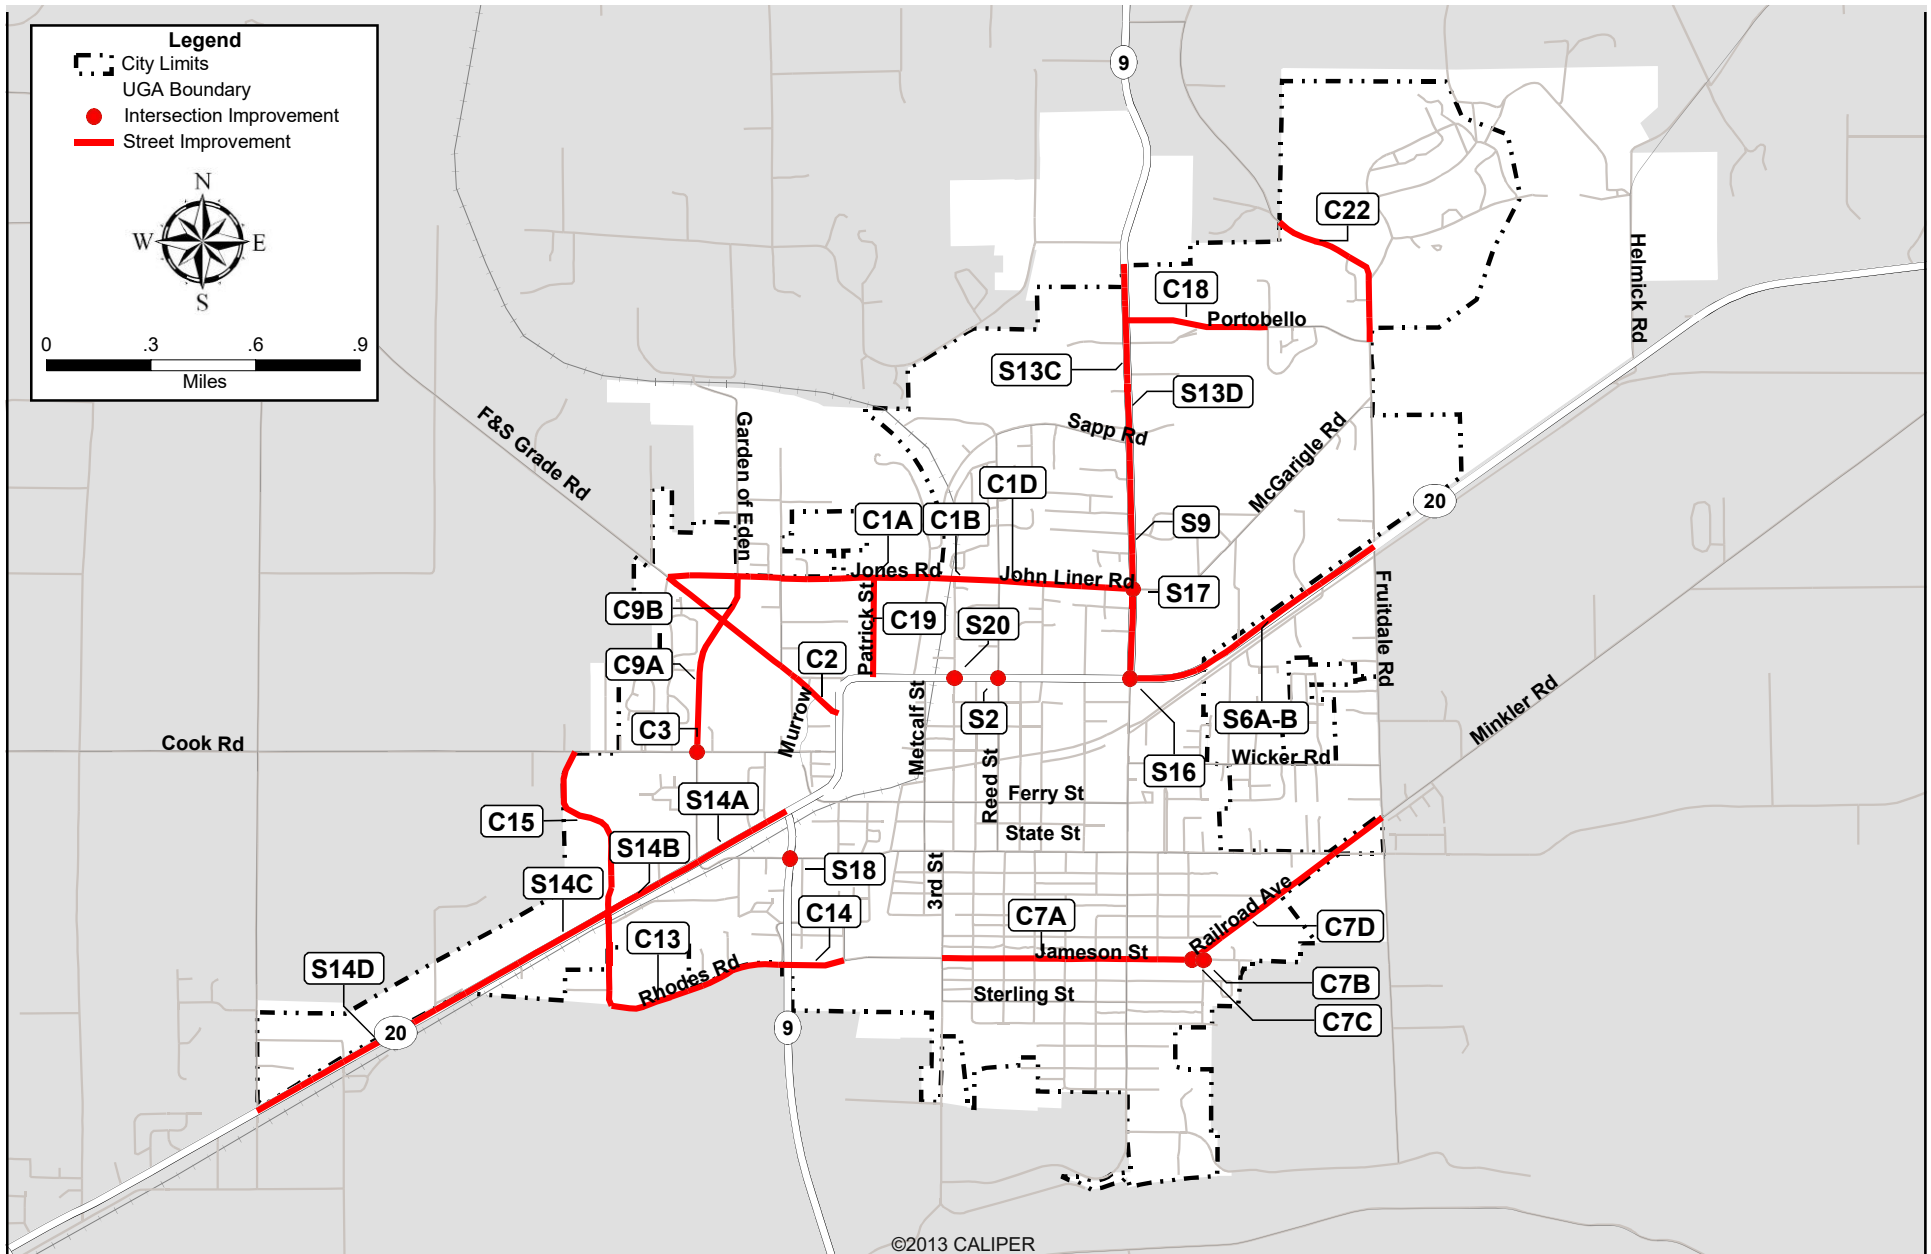 Legend
City Limits
UGA Boundary
Intersection Improvement
Street Improvement
N
W
E
S
0 .3 .6 .9
Miles
9
C22
Helmick Rd
C18
Portobello
S13C
S13D
Sapp Rd
McGarigle Rd
F&S Grade Rd
Garden of Eden
C1D
20
C1A
C1B
S9
Jones Rd
John Liner Rd
S17
C9B
Patrick St
C19
S20
Fruitdale Rd
C9A
C2
Murrow
Metcalf St
S2
S6A-B
Minkler Rd
C3
Cook Rd
Reed St
Wicker Rd
S16
S14A
Ferry St
C15
State St
S14B
S18
3rd St
S14C
C14
C7A
Railroad Ave
C7D
C13
Jameson St
S14D
Rhodes Rd
C7B
Sterling St
C7C
20
9
©2013 CALIPER